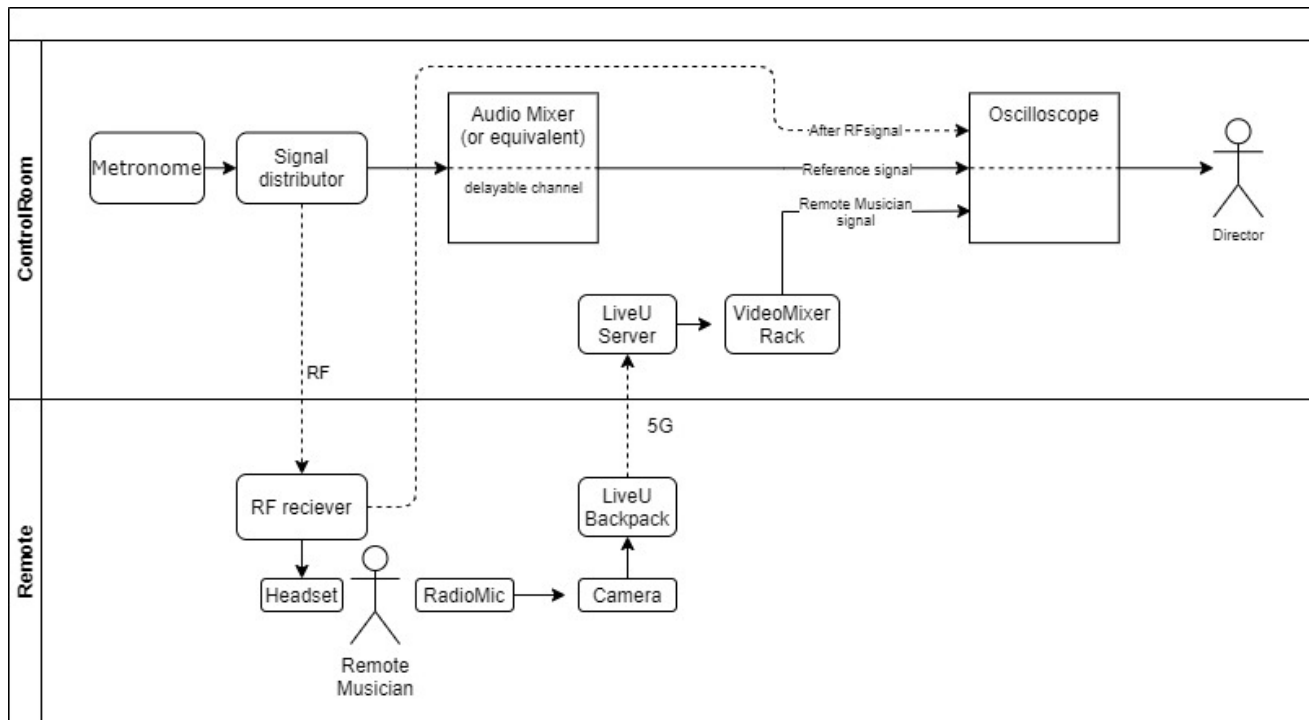 ControlRoom
Metronome
Signal
distributor
Audio Mixer
(or equivalent)
delayable channel
After RFsignal
Reference signal
Remote Musician
signal
Oscilloscope
Director
LiveU
Server
VideoMixer
Rack
RF
Remote
5G
RF reciever
LiveU
Backpack
Headset
RadioMic
Camera
Remote
Musician